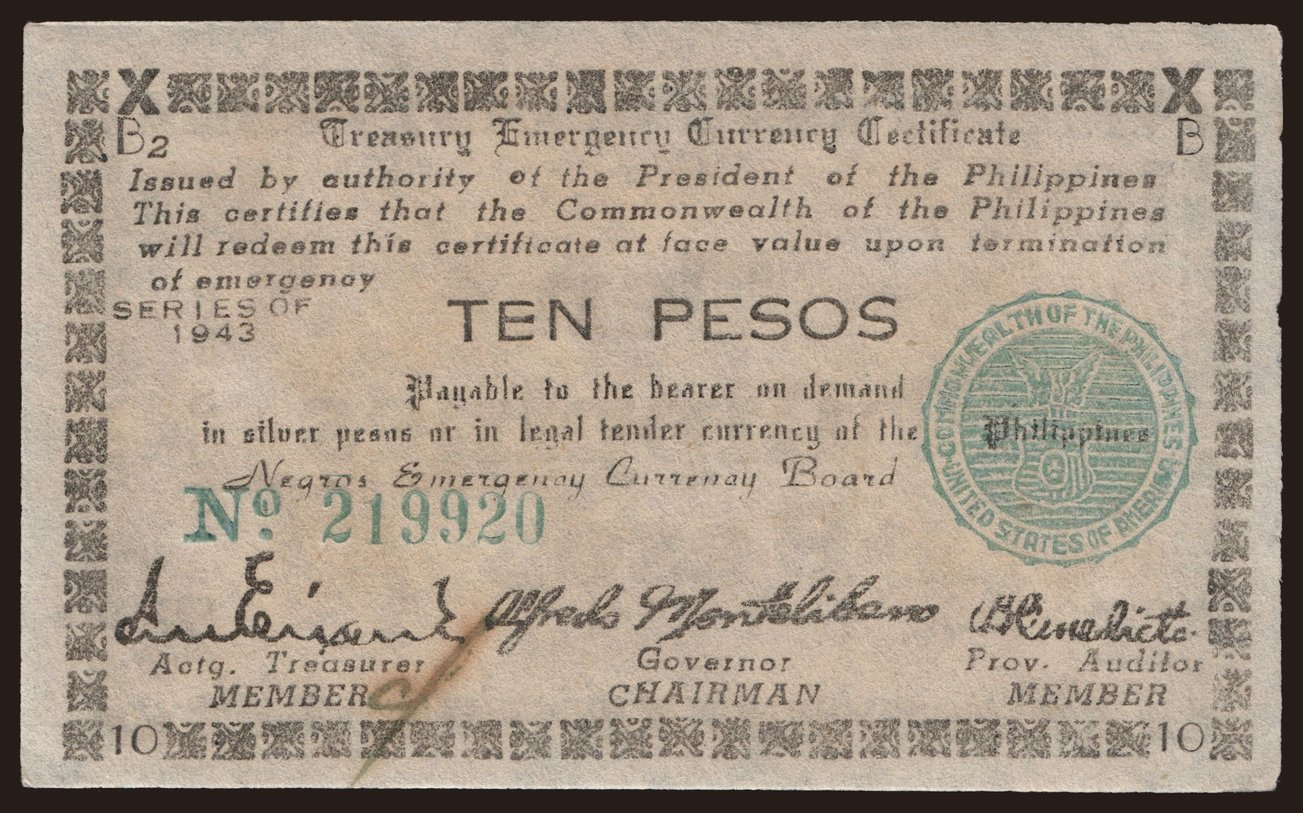 X X
B2 Treasury Emergency Currency Certificate B
Issued by authority of the President of the Philippines
This certifies that the Commonwealth of the Philippines
will redeem this certificate at face value upon termination
of emergency
SERIES OF
1943
TEN PESOS
Payable to the bearer on demand
in silver pesos or in legal tender currency of the Philippines
Negros Emergency Currency Board
COMMONWEALTH OF THE PHILIPPINES
UNITED STATES OF AMERICA
Nº 219920
Alfredo Montelibano
Actg. Treasurer Governor Prov. Auditor
MEMBER CHAIRMAN MEMBER
10 10